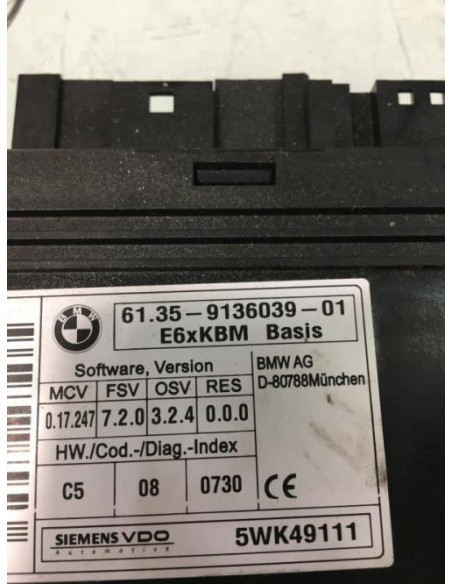 BMW
61.35-9136039-01
E6xKBM Basis
Software, Version
MCV FSV OSV RES
0.17.247 7.2.0 3.2.4 0.0.0
BMW AG
D-80788München
HW./Cod.-/Diag.-Index
C5 08 0730 CE
SIEMENS VDO
Automotive
5WK49111